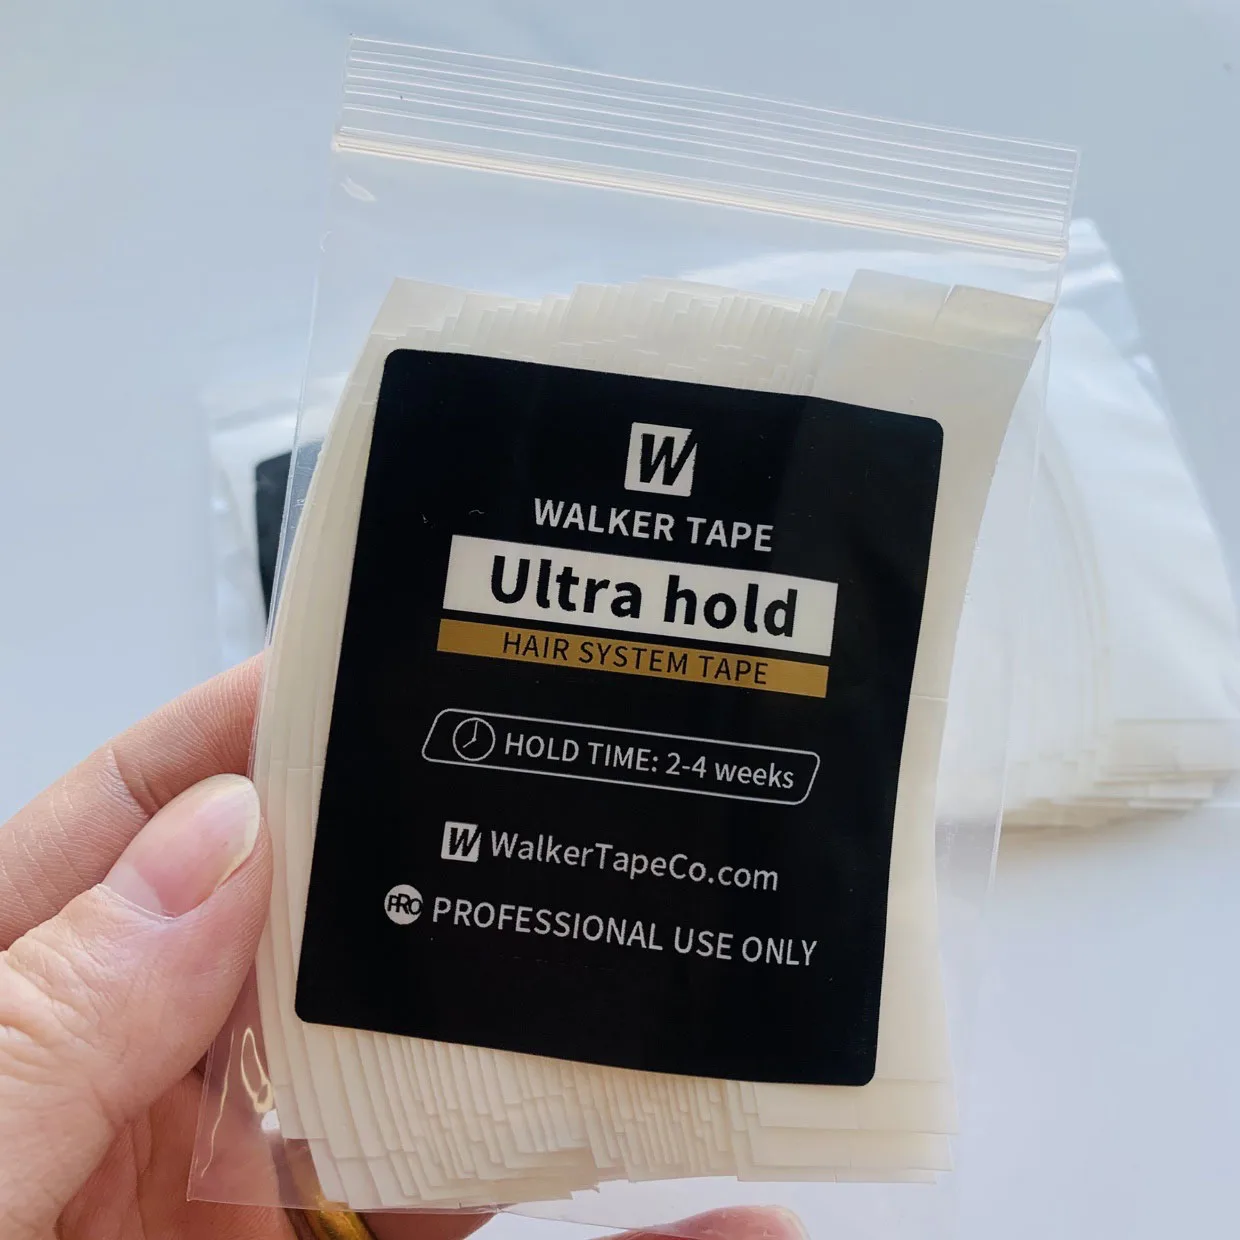 W
WALKER TAPE
Ultra hold
HAIR SYSTEM TAPE
HOLD TIME: 2-4 weeks
W WalkerTapeCo.com
PRO PROFESSIONAL USE ONLY